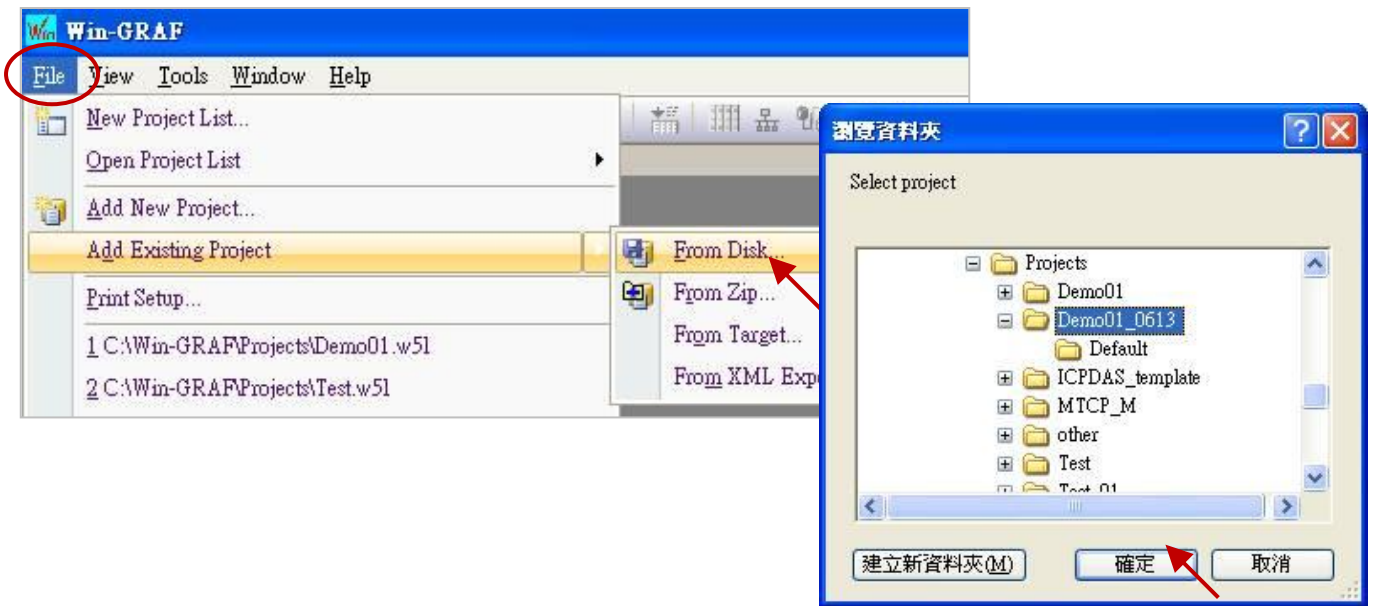 Win Win-GRAF
File View Tools Window Help
New Project List...
Open Project List
Add New Project...
Add Existing Project
Print Setup...
1 C:\Win-GRAF\Projects\Demo01.w5l
2 C:\Win-GRAF\Projects\Test.w5l
From Disk...
From Zip...
From Target...
From XML Expo
瀏覽資料夾
Select project
Projects
Demo01
Demo01_0613
Default
ICPDAS_template
MTCP_M
other
Test
Test_01
建立新資料夾(M) 確定 取消